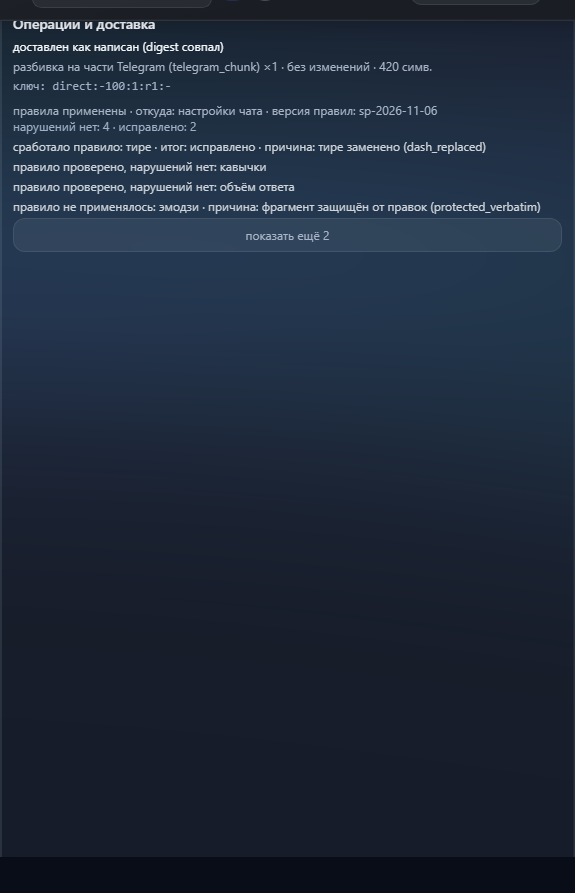 Операции и доставка
доставлен как написан (digest совпал)
разбивка на части Telegram (telegram_chunk) ×1 · без изменений · 420 симв.
ключ: direct:-100:1:r1:-
правила применены · откуда: настройки чата · версия правил: sp-2026-11-06
нарушений нет: 4 · исправлено: 2
сработало правило: тире · итог: исправлено · причина: тире заменено (dash_replaced)
правило проверено, нарушений нет: кавычки
правило проверено, нарушений нет: объём ответа
правило не применялось: эмодзи · причина: фрагмент защищён от правок (protected_verbatim)
показать ещё 2